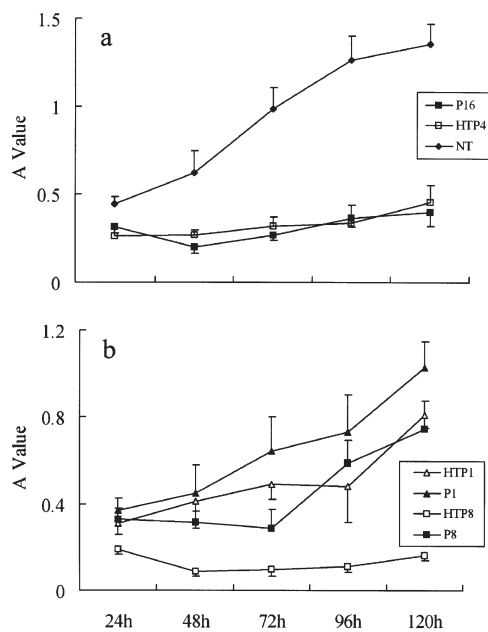 a
1.5
1
0.5
0
A Value
P16
HTP4
NT
b
1.2
0.8
0.4
0
A Value
HTP1
P1
HTP8
P8
24h 48h 72h 96h 120h